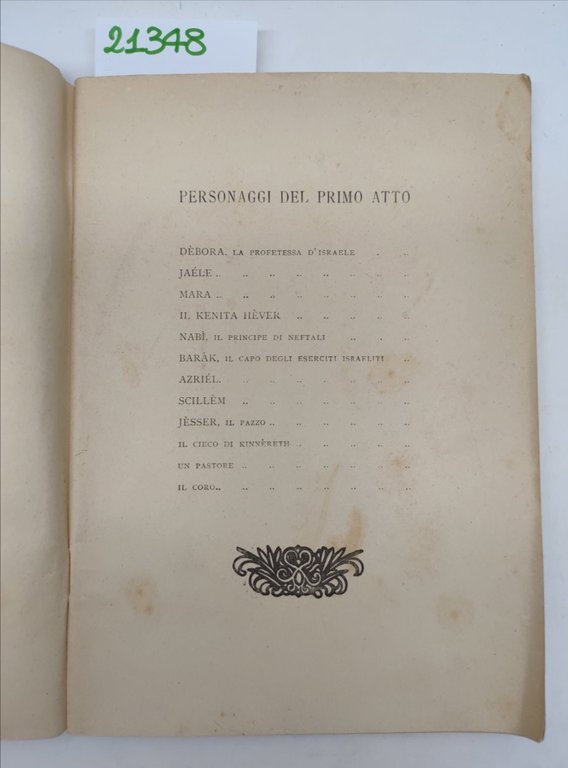 21348
PERSONAGGI DEL PRIMO ATTO
DÈBORA, LA PROFETESSA D'ISRAELE . ..
JAÉLE .. .. .. .. .. .. .. ..
MARA .. .. .. .. .. .. .. ..
IL KENITA HÈVER .. .. .. .. ..
NABÌ, IL PRINCIPE DI NEFTALI . .. ..
BARÀK, IL CAPO DEGLI ESERCITI ISRAELITI ..
AZRIÉL.. .. .. .. .. .. .. ..
SCILLÈM .. .. .. .. .. .. ..
JÈSSER, IL PAZZO .. .. .. .. .. ..
IL CIECO DI KINNÈRETH .. .. .. .. ..
UN PASTORE .. .. .. .. .. .. ..
IL CORO.. .. .. .. .. .. .. ..